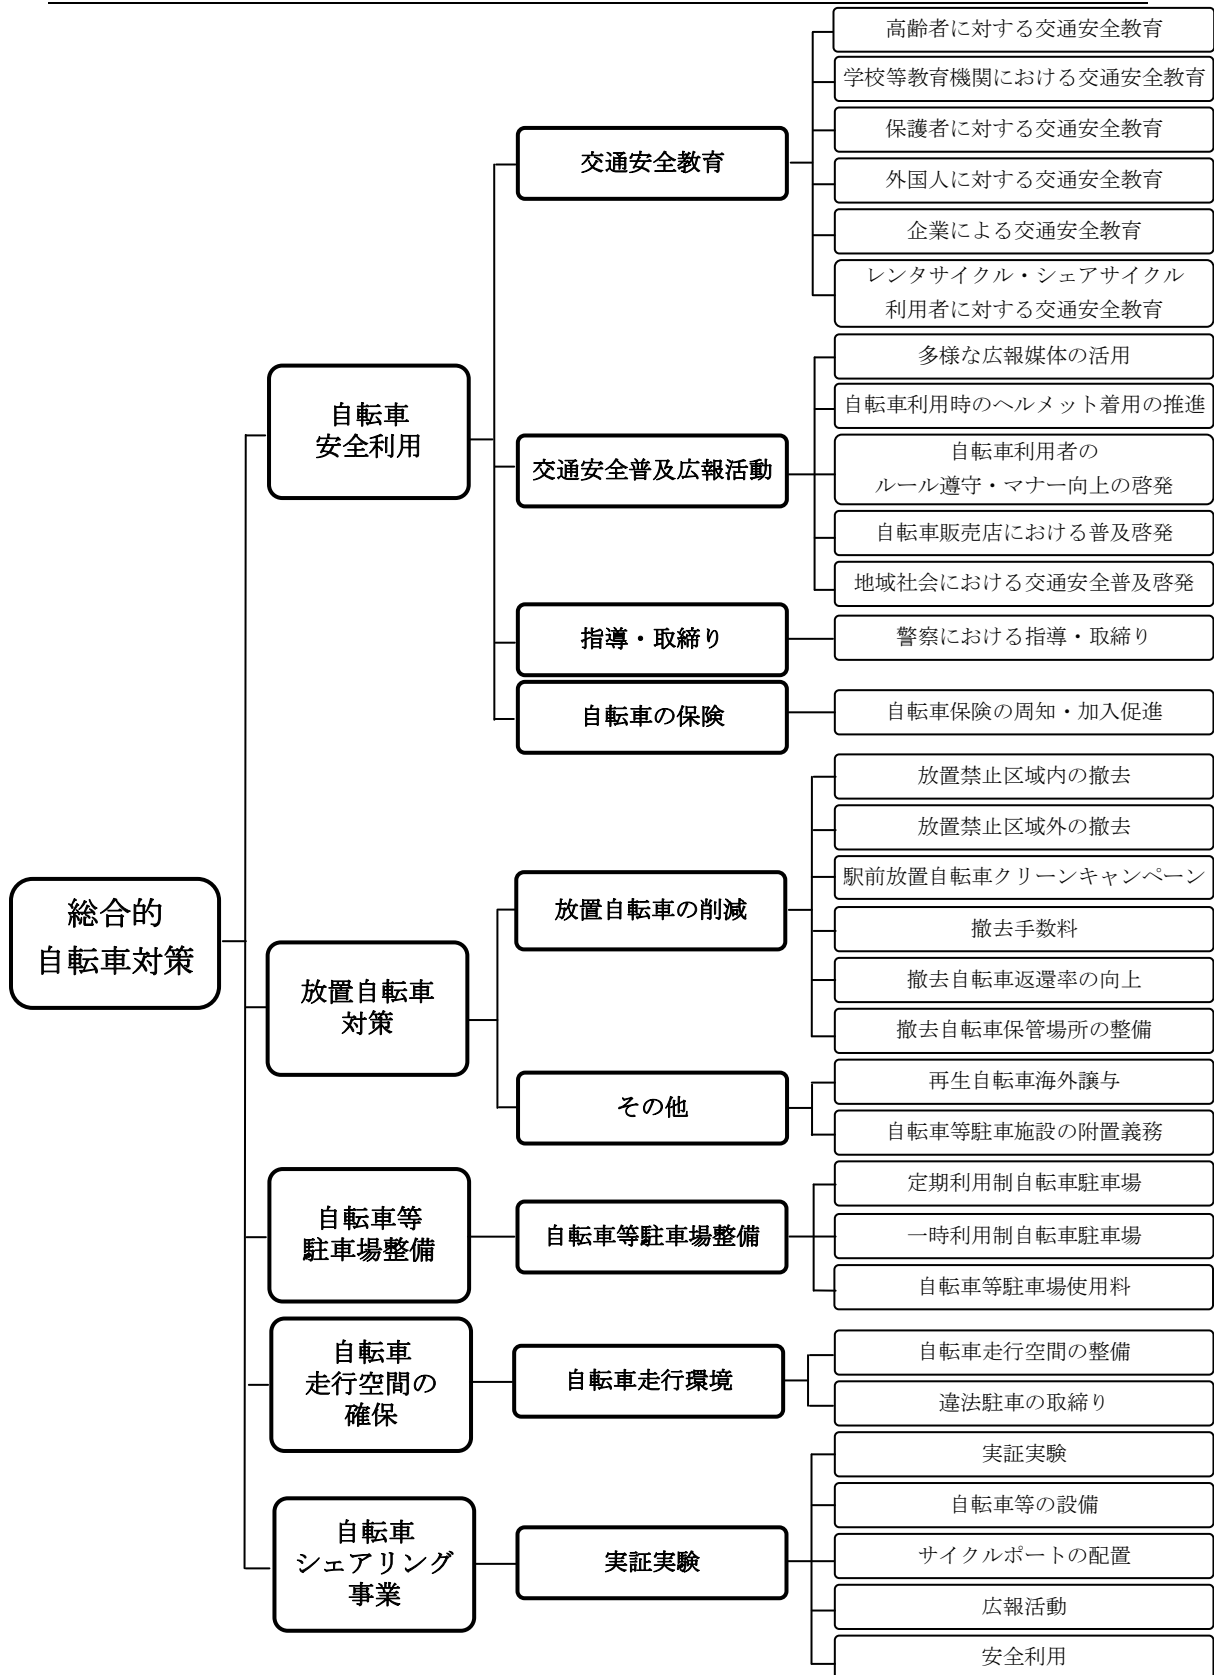 総合的
自転車対策
自転車
安全利用
交通安全教育
高齢者に対する交通安全教育
学校等教育機関における交通安全教育
保護者に対する交通安全教育
外国人に対する交通安全教育
企業による交通安全教育
レンタサイクル・シェアサイクル
利用者に対する交通安全教育
交通安全普及広報活動
多様な広報媒体の活用
自転車利用時のヘルメット着用の推進
自転車利用者の
ルール遵守・マナー向上の啓発
自転車販売店における普及啓発
地域社会における交通安全普及啓発
指導・取締り
警察における指導・取締り
自転車の保険
自転車保険の周知・加入促進
放置自転車
対策
放置自転車の削減
放置禁止区域内の撤去
放置禁止区域外の撤去
駅前放置自転車クリーンキャンペーン
撤去手数料
撤去自転車返還率の向上
撤去自転車保管場所の整備
その他
再生自転車海外譲与
自転車等駐車施設の附置義務
自転車等
駐車場整備
自転車等駐車場整備
定期利用制自転車駐車場
一時利用制自転車駐車場
自転車等駐車場使用料
自転車
走行空間の
確保
自転車走行環境
自転車走行空間の整備
違法駐車の取締り
自転車
シェアリング
事業
実証実験
実証実験
自転車等の設備
サイクルポートの配置
広報活動
安全利用